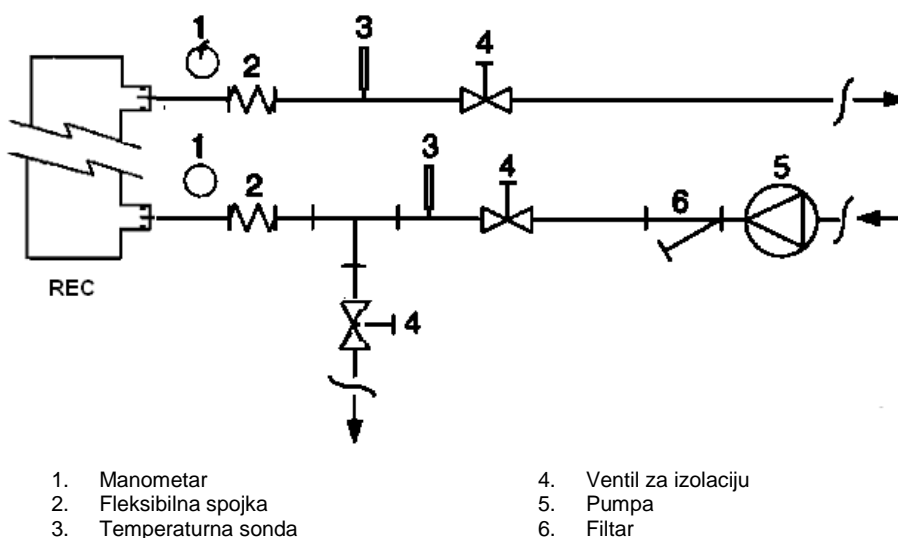 1
2
3
4
1
2
3
4
6
5
REC
4
1. Manometar
2. Fleksibilna spojka
3. Temperaturna sonda
4. Ventil za izolaciju
5. Pumpa
6. Filtar